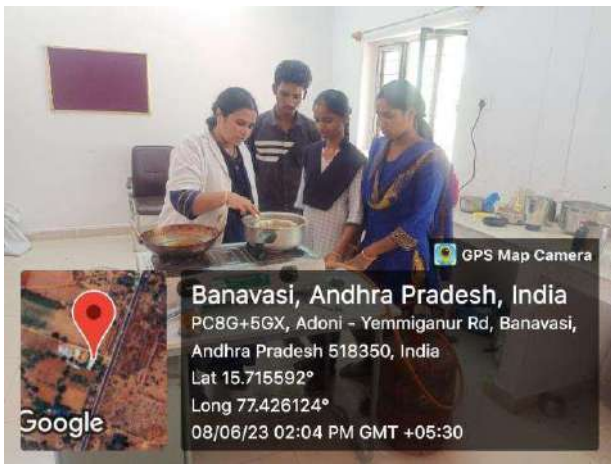 GPS Map Camera
Banavasi, Andhra Pradesh, India
PC8G+5GX, Adoni - Yemmiganur Rd, Banavasi,
Andhra Pradesh 518350, India
Lat 15.715592°
Long 77.426124°
08/06/23 02:04 PM GMT +05:30
Google